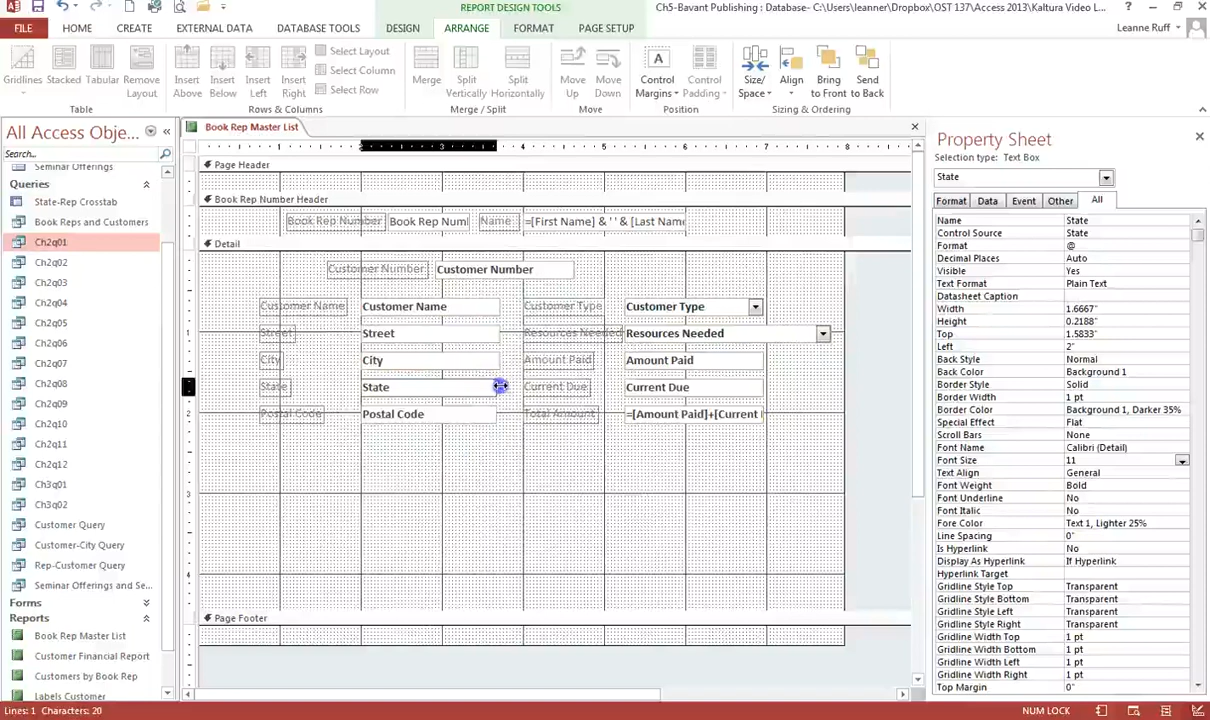 REPORT DESIGN TOOLS
Ch5-Bavant Publishing : Database- C:\users\leanner\Dropbox\OST 137\Access 2013\Kaltura Video L...
FILE HOME CREATE EXTERNAL DATA DATABASE TOOLS DESIGN ARRANGE FORMAT PAGE SETUP
Leanne Ruff
Gridlines Stacked Tabular Remove Layout
Table
Insert Above Insert Below Insert Left Insert Right
Select Layout
Select Column
Select Row
Rows & Columns
Merge Split Vertically Split Horizontally
Merge / Split
Move Up Move Down
Move
Control Margins Control Padding
Position
Size/ Space Align Bring to Front Send to Back
Sizing & Ordering
All Access Obje...
Search...
Seminar Offerings
Queries
State-Rep Crosstab
Book Reps and Customers
Ch2q01
Ch2q02
Ch2q03
Ch2q04
Ch2q05
Ch2q06
Ch2q07
Ch2q08
Ch2q09
Ch2q10
Ch2q11
Ch2q12
Ch3q01
Ch3q02
Customer Query
Customer-City Query
Rep-Customer Query
Seminar Offerings and Se...
Forms
Reports
Book Rep Master List
Customer Financial Report
Customers by Book Rep
Labels Customer
Book Rep Master List
1 2 3 4 5 6 7 8
Page Header
Book Rep Number Header
Book Rep Number Book Rep Numl Name =[First Name] & ' ' & [Last Name
Detail
Customer Number Customer Number
Customer Name Customer Name Customer Type Customer Type
1
Street Street Resources Needed Resources Needed
City City Amount Paid Amount Paid
State State Current Due Current Due
2
Postal Code Postal Code Total Amount =[Amount Paid]+[Current I
3
4
Page Footer
Property Sheet
Selection type: Text Box
State
Format Data Event Other All
Name State
Control Source State
Format @
Decimal Places Auto
Visible Yes
Text Format Plain Text
Datasheet Caption
Width 1.6667"
Height 0.2188"
Top 1.5833"
Left 2"
Back Style Normal
Back Color Background 1
Border Style Solid
Border Width 1 pt
Border Color Background 1, Darker 35%
Special Effect Flat
Scroll Bars None
Font Name Calibri (Detail)
Font Size 11
Text Align General
Font Weight Bold
Font Underline No
Font Italic No
Fore Color Text 1, Lighter 25%
Line Spacing 0"
Is Hyperlink No
Display As Hyperlink If Hyperlink
Hyperlink Target
Gridline Style Top Transparent
Gridline Style Bottom Transparent
Gridline Style Left Transparent
Gridline Style Right Transparent
Gridline Width Top 1 pt
Gridline Width Bottom 1 pt
Gridline Width Left 1 pt
Gridline Width Right 1 pt
Top Margin 0"
Lines: 1 Characters: 20
NUM LOCK